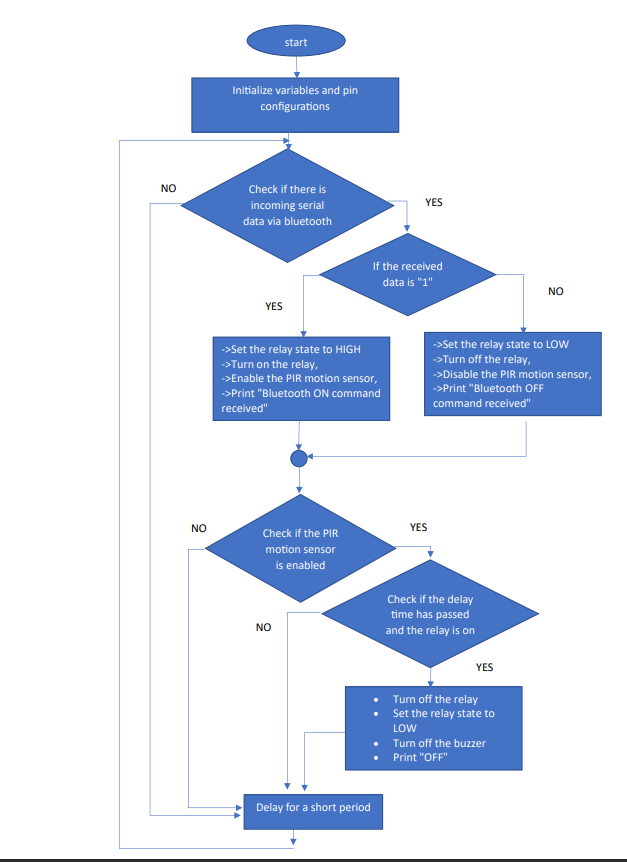 start
Initialize variables and pin
configurations
NO
Check if there is
incoming serial
data via bluetooth
YES
If the received
data is "1"
YES
NO
->Set the relay state to HIGH
->Turn on the relay,
->Enable the PIR motion sensor,
->Print "Bluetooth ON command
received"
->Set the relay state to LOW
->Turn off the relay,
->Disable the PIR motion sensor,
->Print "Bluetooth OFF
command received"
NO
Check if the PIR
motion sensor
is enabled
YES
Check if the delay
time has passed
and the relay is on
NO
YES
• Turn off the relay
• Set the relay state to
LOW
• Turn off the buzzer
• Print "OFF"
Delay for a short period